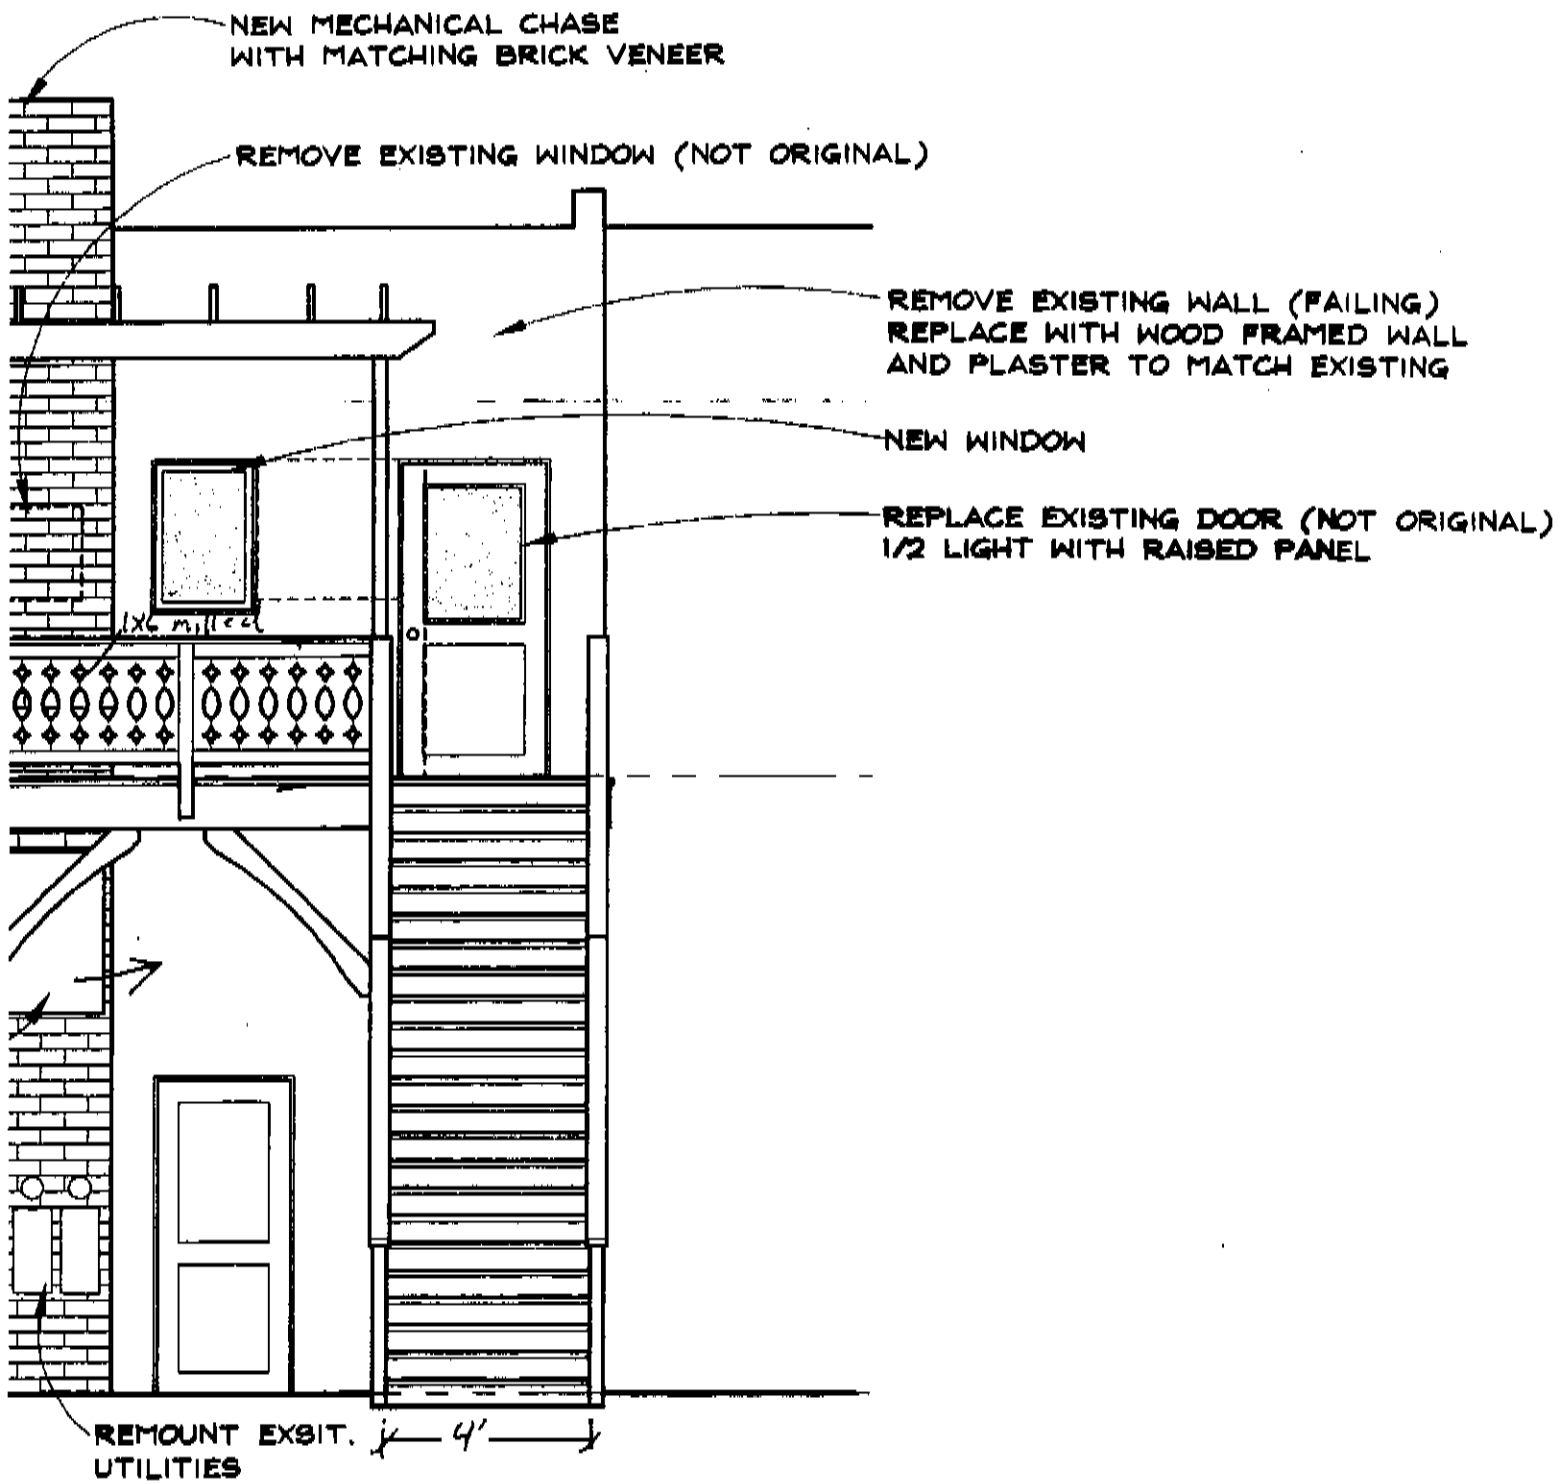 NEW MECHANICAL CHASE
WITH MATCHING BRICK VENEER
REMOVE EXISTING WINDOW (NOT ORIGINAL)
REMOVE EXISTING WALL (FAILING)
REPLACE WITH WOOD FRAMED WALL
AND PLASTER TO MATCH EXISTING
NEW WINDOW
REPLACE EXISTING DOOR (NOT ORIGINAL)
1/2 LIGHT WITH RAISED PANEL
1X6 milled
4'
REMOUNT EXSIT.
UTILITIES